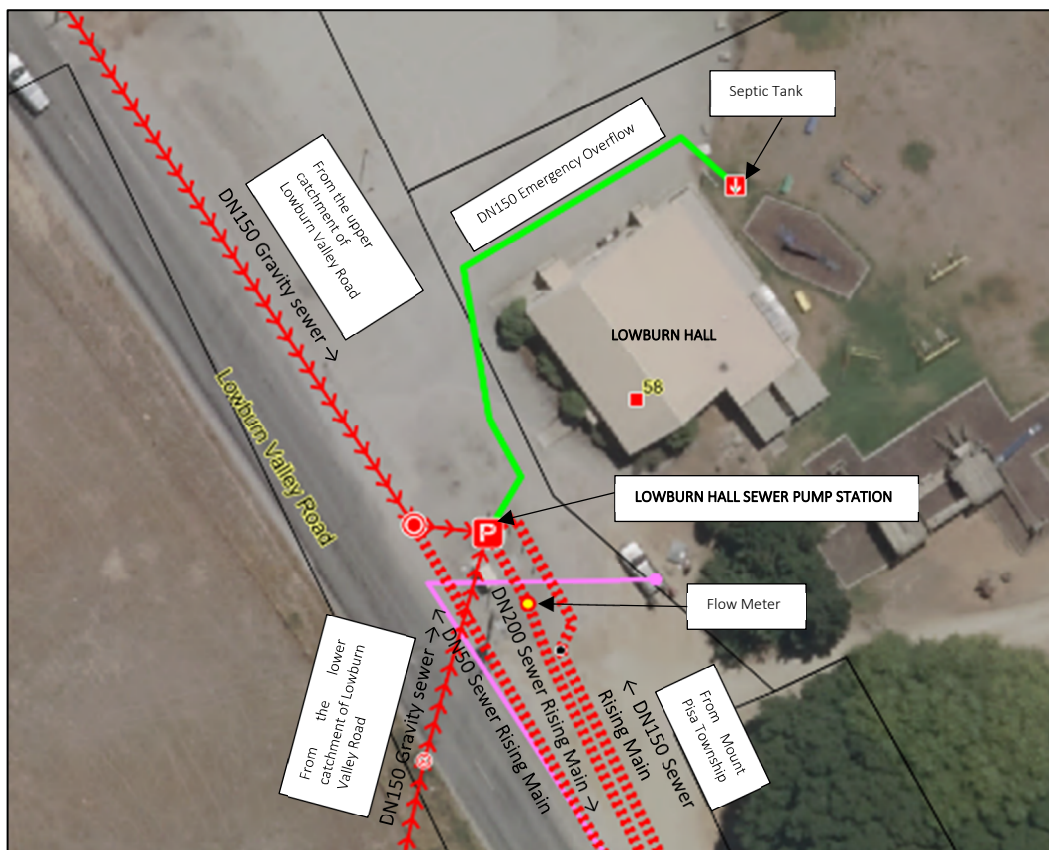 Septic Tank
DN150 Emergency Overflow
From the upper
catchment of
Lowburn Valley Road
DN150 Gravity sewer →
LOWBURN HALL
58
Lowburn Valley Road
LOWBURN HALL SEWER PUMP STATION
P
Flow Meter
From the lower
catchment of Lowburn
Valley Road
DN150 Gravity sewer →
← DN50 Sewer Rising Main
DN200 Sewer Rising Main →
← DN150 Sewer
Rising Main
From Mount
Pisa Township